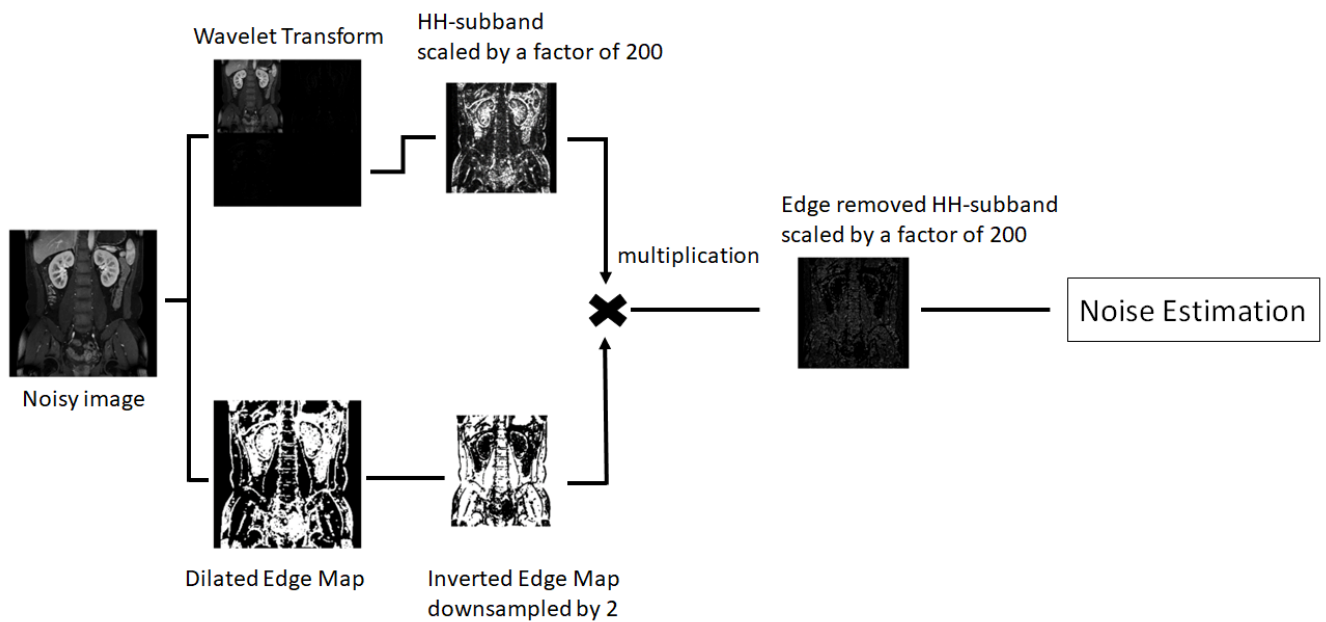 Wavelet Transform
HH-subband
scaled by a factor of 200
Noisy image
multiplication
Edge removed HH-subband
scaled by a factor of 200
Noise Estimation
Dilated Edge Map
Inverted Edge Map
downsampled by 2